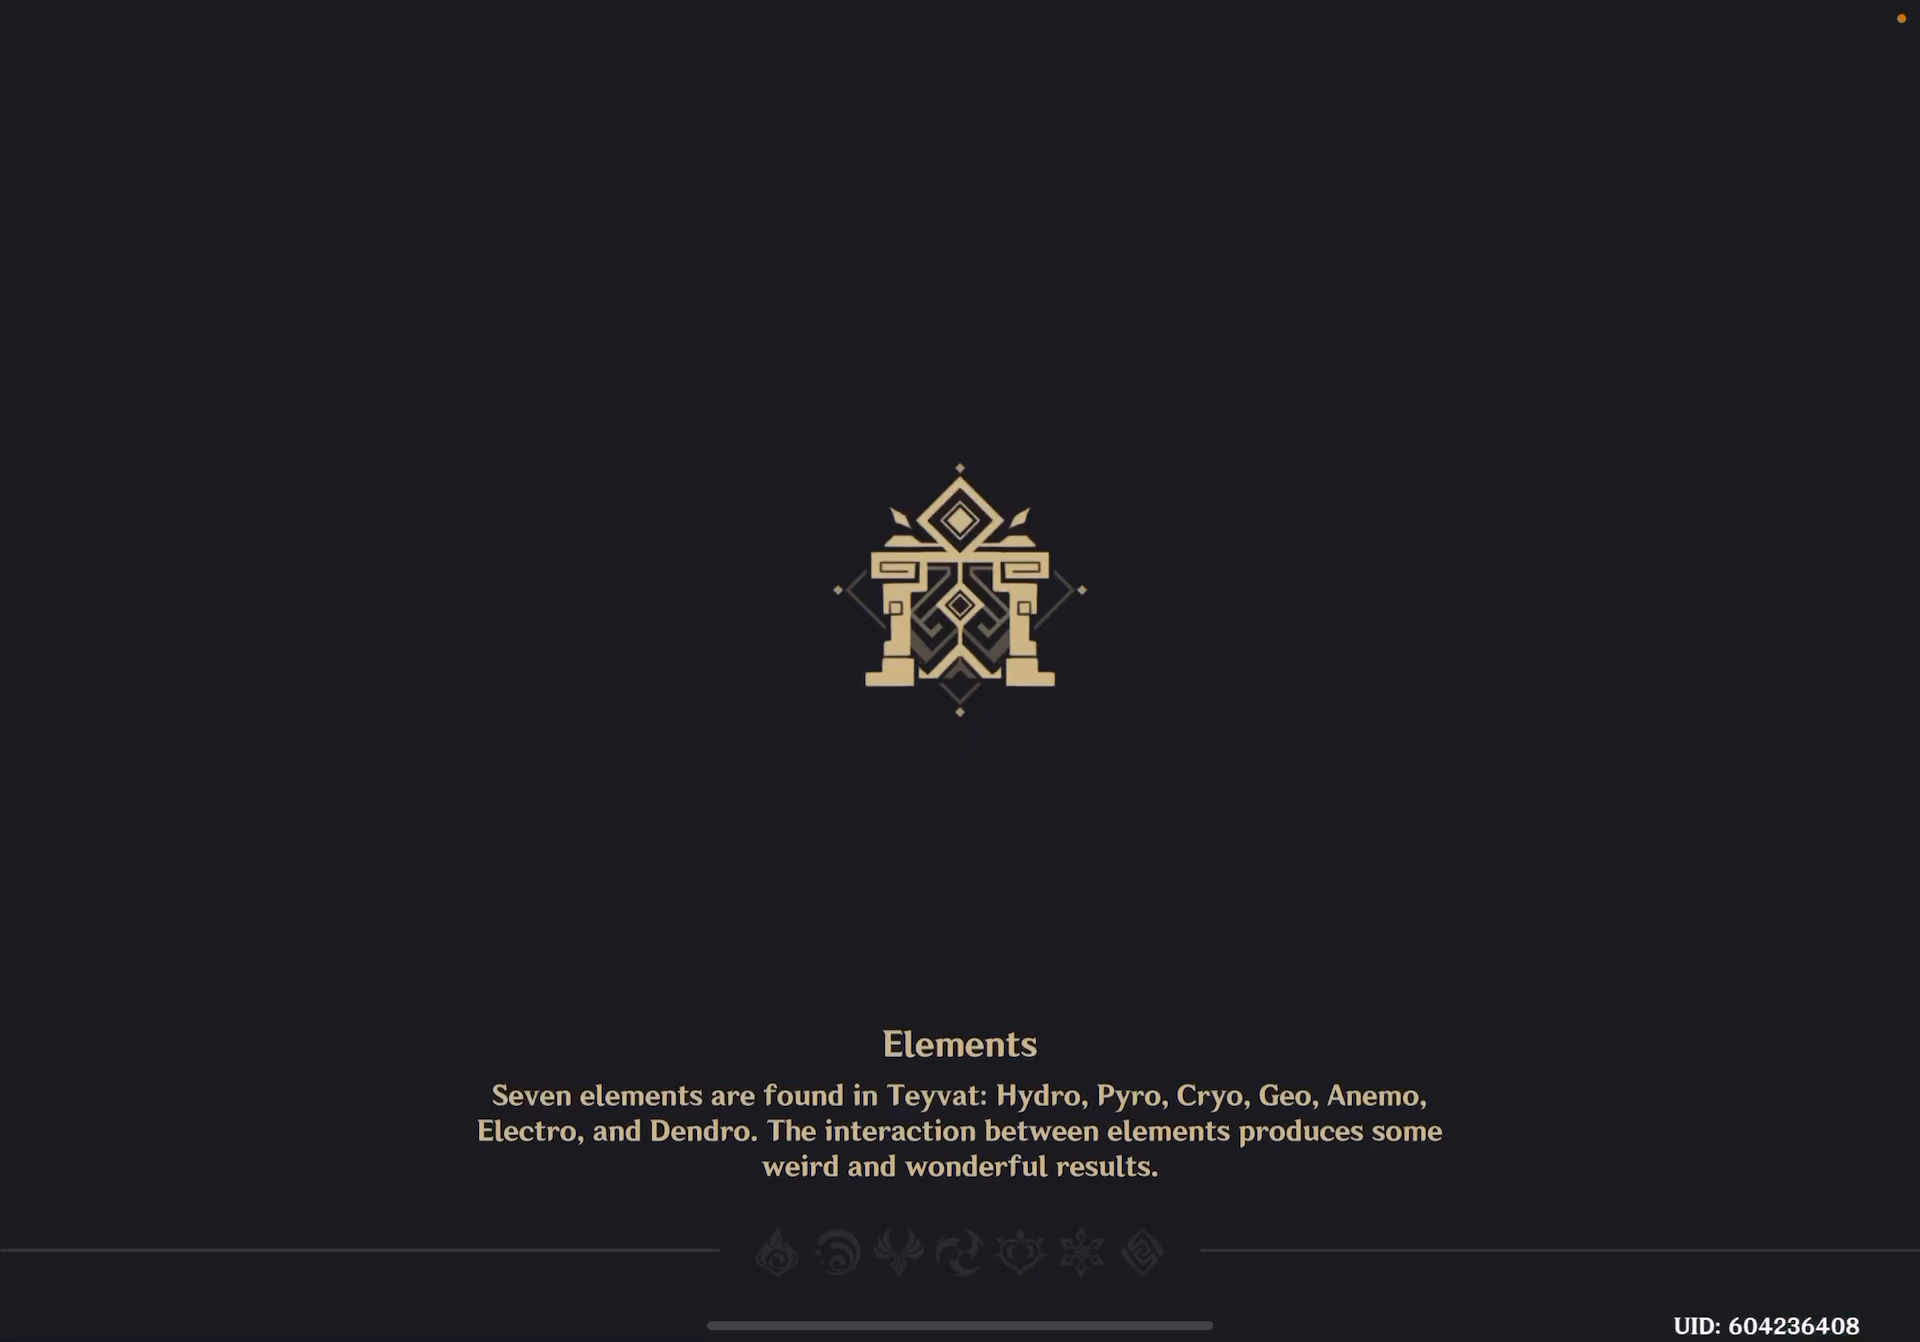 Elements
Seven elements are found in Teyvat: Hydro, Pyro, Cryo, Geo, Anemo,
Electro, and Dendro. The interaction between elements produces some
weird and wonderful results.
UID: 604236408